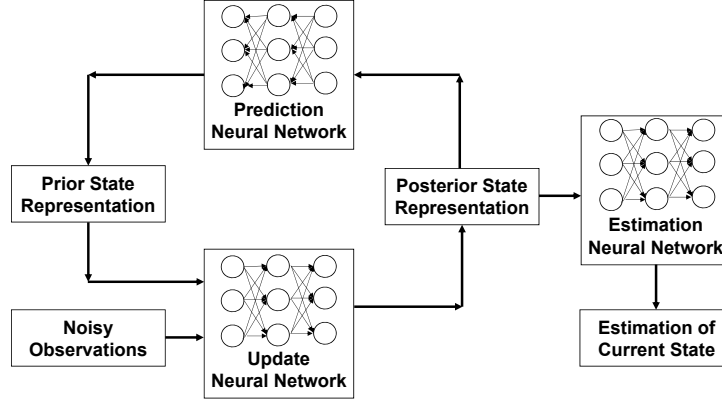 Prediction
Neural Network
Prior State
Representation
Posterior State
Representation
Estimation
Neural Network
Noisy
Observations
Update
Neural Network
Estimation of
Current State